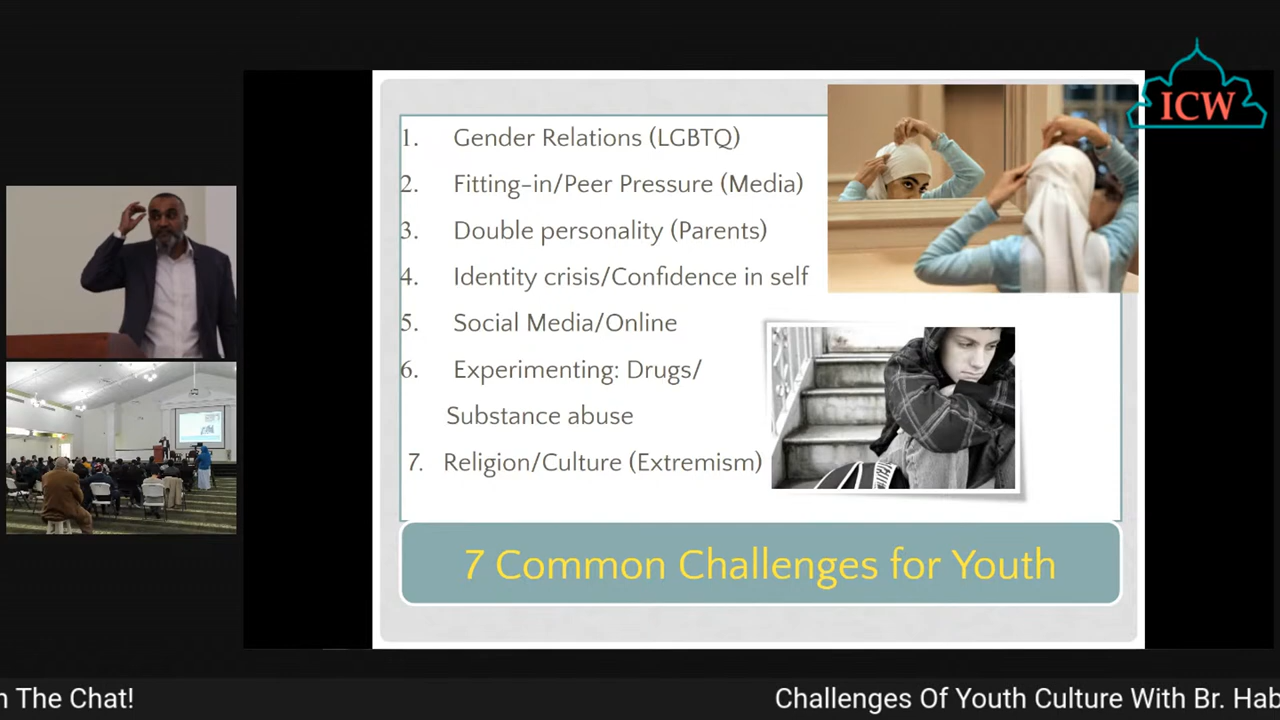 ICW
1. Gender Relations (LGBTQ)
2. Fitting-in/Peer Pressure (Media)
3. Double personality (Parents)
4. Identity crisis/Confidence in self
5. Social Media/Online
6. Experimenting: Drugs/
Substance abuse
7. Religion/Culture (Extremism)
7 Common Challenges for Youth
n The Chat!
Challenges Of Youth Culture With Br. Hab